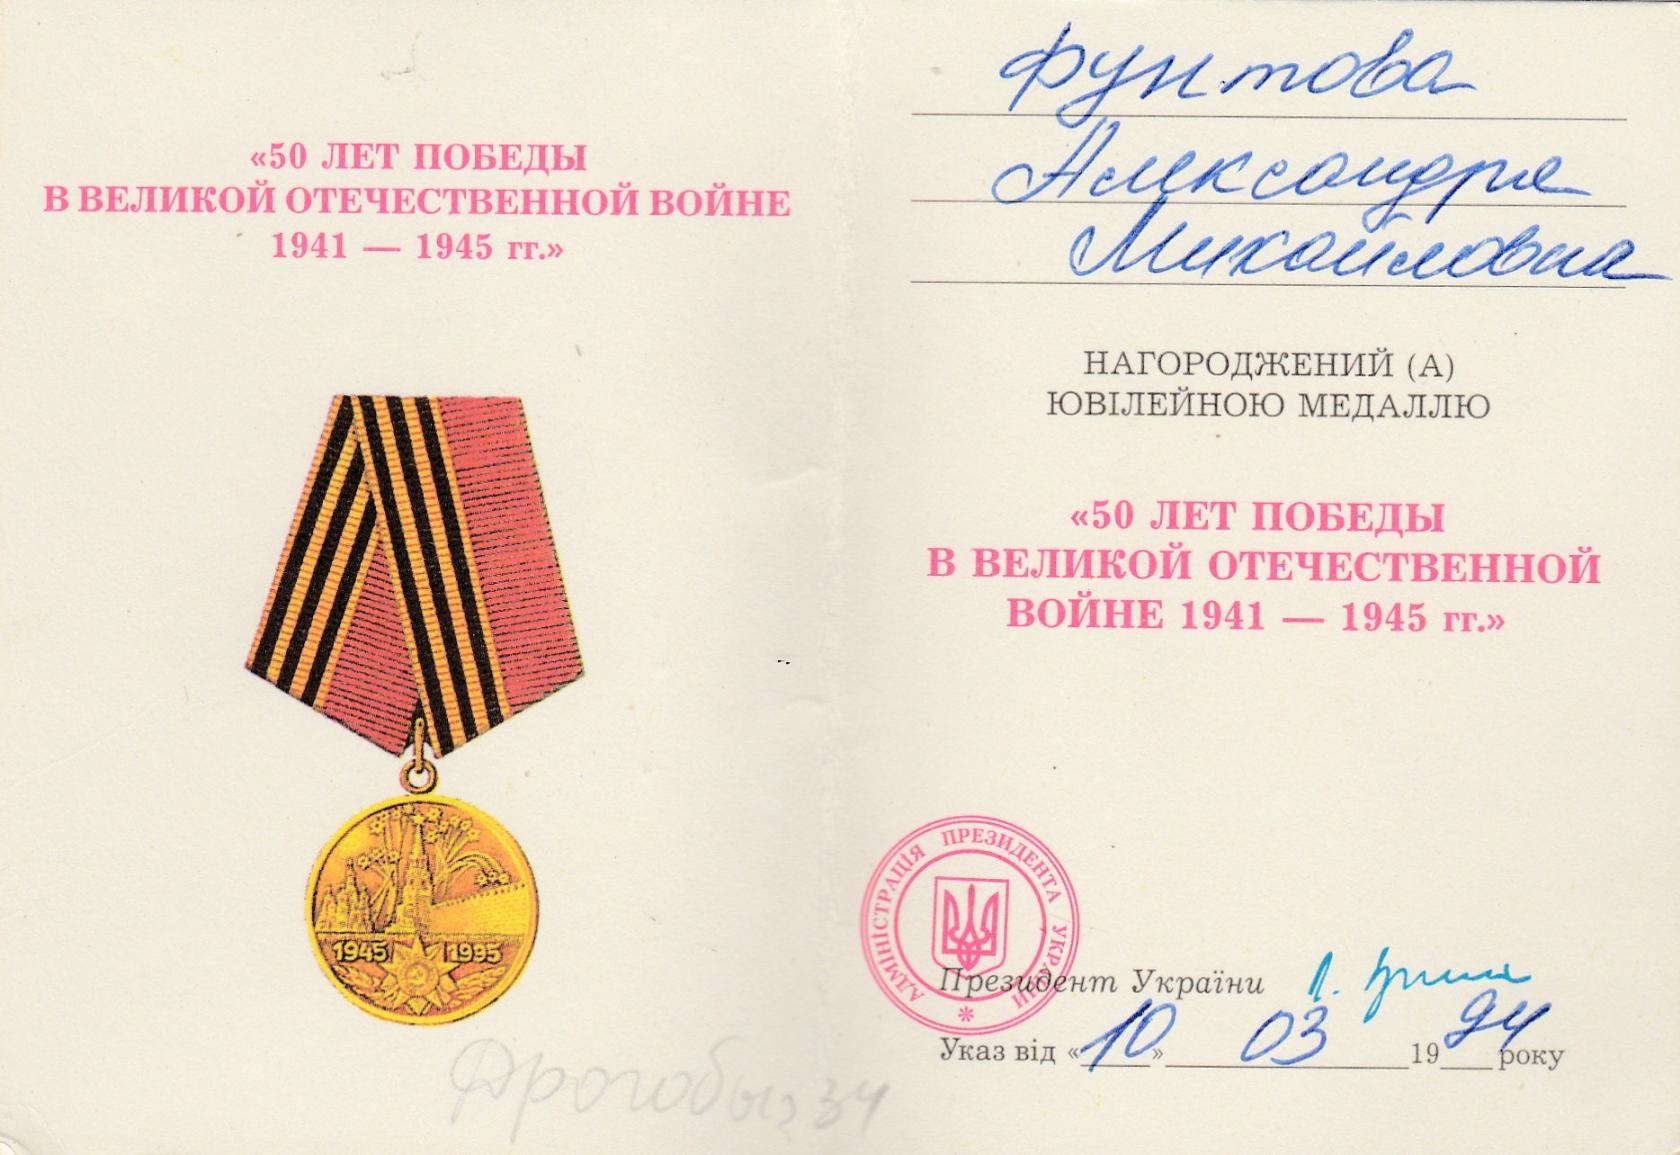 «50 ЛЕТ ПОБЕДЫ
В ВЕЛИКОЙ ОТЕЧЕСТВЕННОЙ ВОЙНЕ
1941 — 1945 гг.»
1945 1995
Дрогобыч 34
Фунтова
Александра
Михайловна
НАГОРОДЖЕНИЙ (А)
ЮВІЛЕЙНОЮ МЕДАЛЛЮ
«50 ЛЕТ ПОБЕДЫ
В ВЕЛИКОЙ ОТЕЧЕСТВЕННОЙ
ВОЙНЕ 1941 — 1945 гг.»
АДМІНІСТРАЦІЯ ПРЕЗИДЕНТА УКРАЇНИ
Президент України
Указ від «10» 03 1994 року